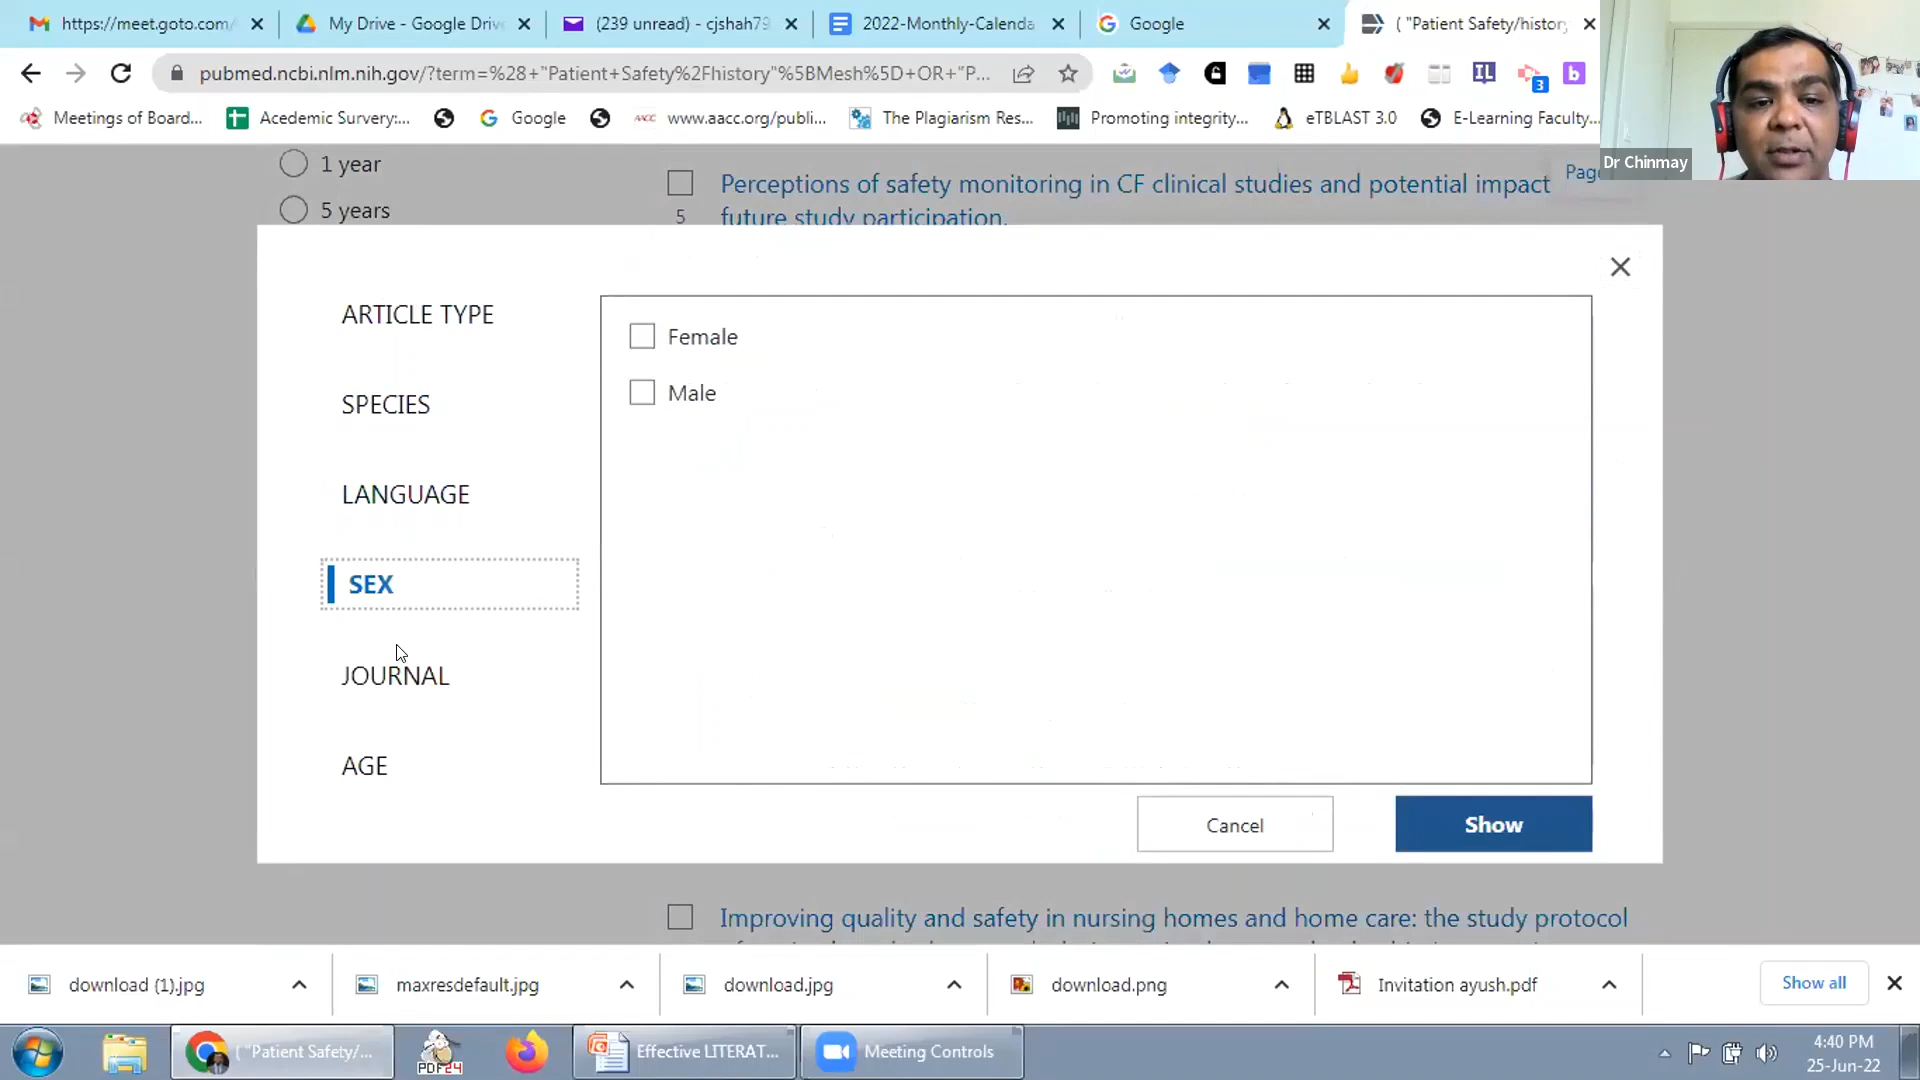 https://meet.goto.com/
My Drive - Google Driv
(239 unread) - cjshah79
2022-Monthly-Calenda
Google
( "Patient Safety/histor
pubmed.ncbi.nlm.nih.gov/?term=%28+"Patient+Safety%2Fhistory"%5BMesh%5D+OR+"P...
IL
3
b
Meetings of Board...
Acedemic Survery:...
Google
AACC
www.aacc.org/publi...
The Plagiarism Res...
Promoting integrity...
eTBLAST 3.0
E-Learning Faculty...
Dr Chinmay
1 year
5 years
Perceptions of safety monitoring in CF clinical studies and potential impact
5
future study participation.
Page
ARTICLE TYPE
SPECIES
LANGUAGE
SEX
JOURNAL
AGE
Female
Male
Cancel
Show
Improving quality and safety in nursing homes and home care: the study protocol
download (1).jpg
maxresdefault.jpg
download.jpg
download.png
Invitation ayush.pdf
Show all
( "Patient Safety/...
PDF24
Effective LITERAT...
Meeting Controls
4:40 PM
25-Jun-22